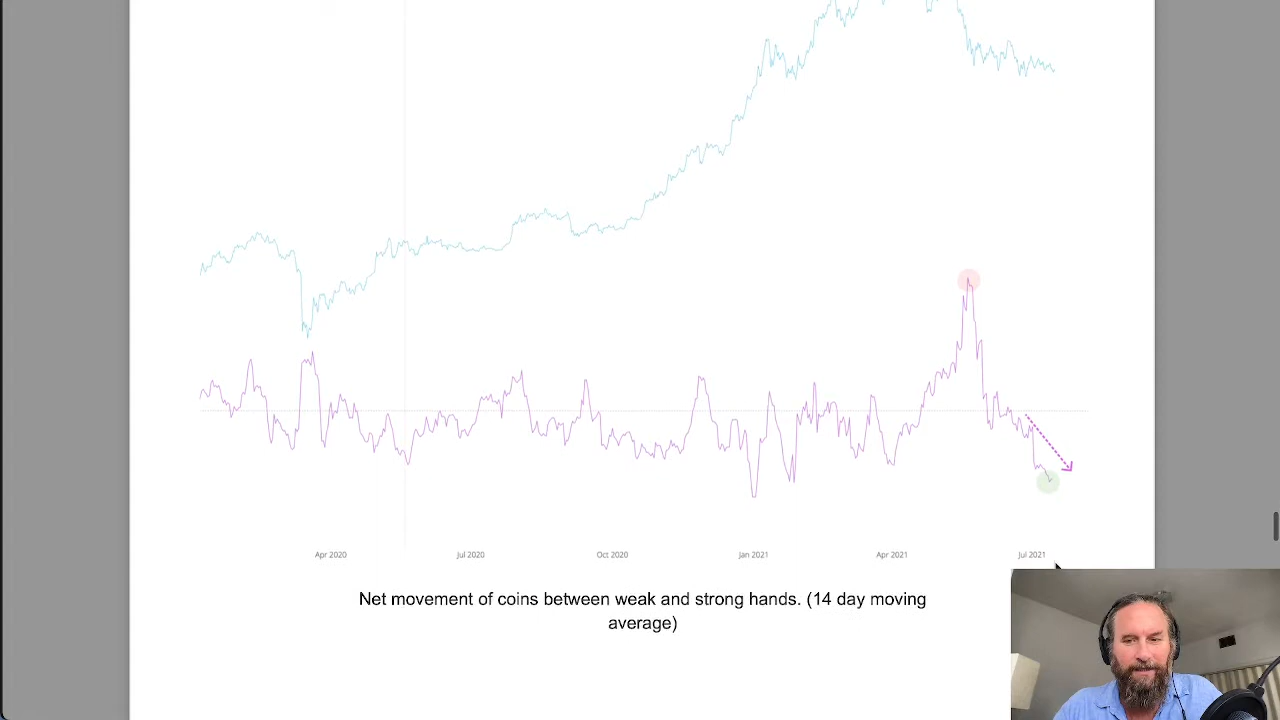 Apr 2020
Jul 2020
Oct 2020
Jan 2021
Apr 2021
Jul 2021
Net movement of coins between weak and strong hands. (14 day moving
average)